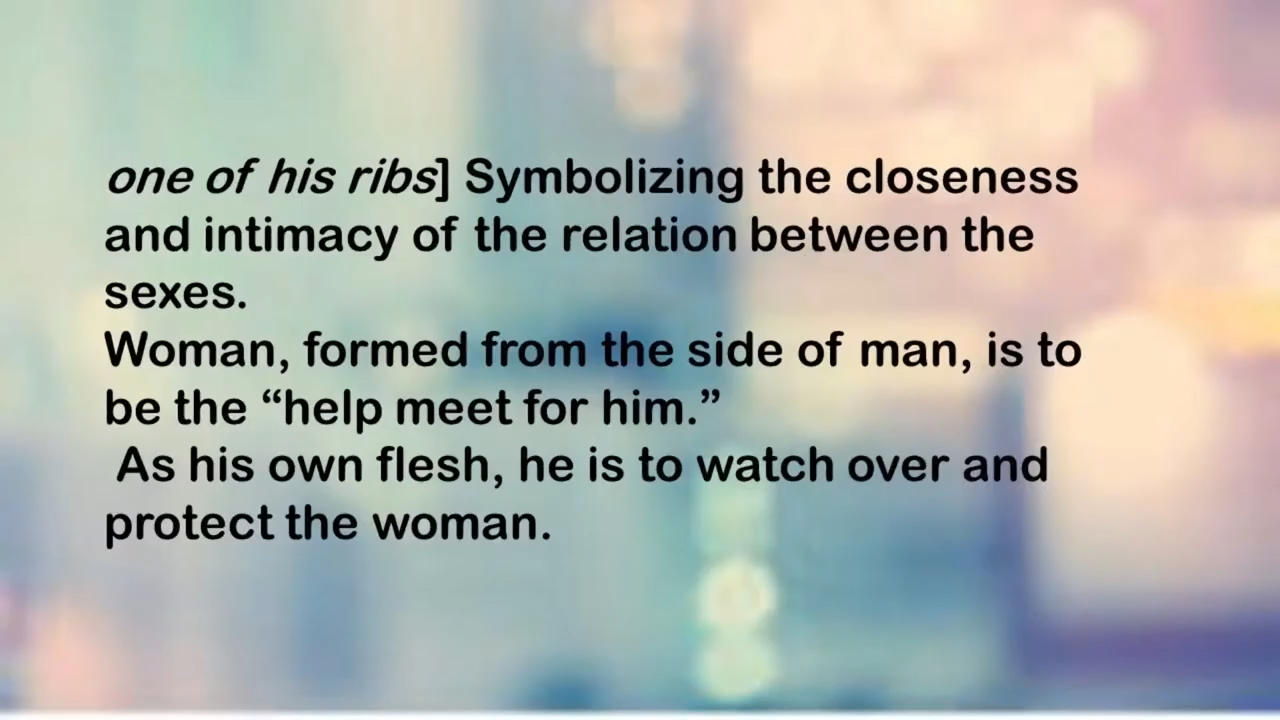 one of his ribs] Symbolizing the closeness
and intimacy of the relation between the
sexes.
Woman, formed from the side of man, is to
be the “help meet for him.”
As his own flesh, he is to watch over and
protect the woman.